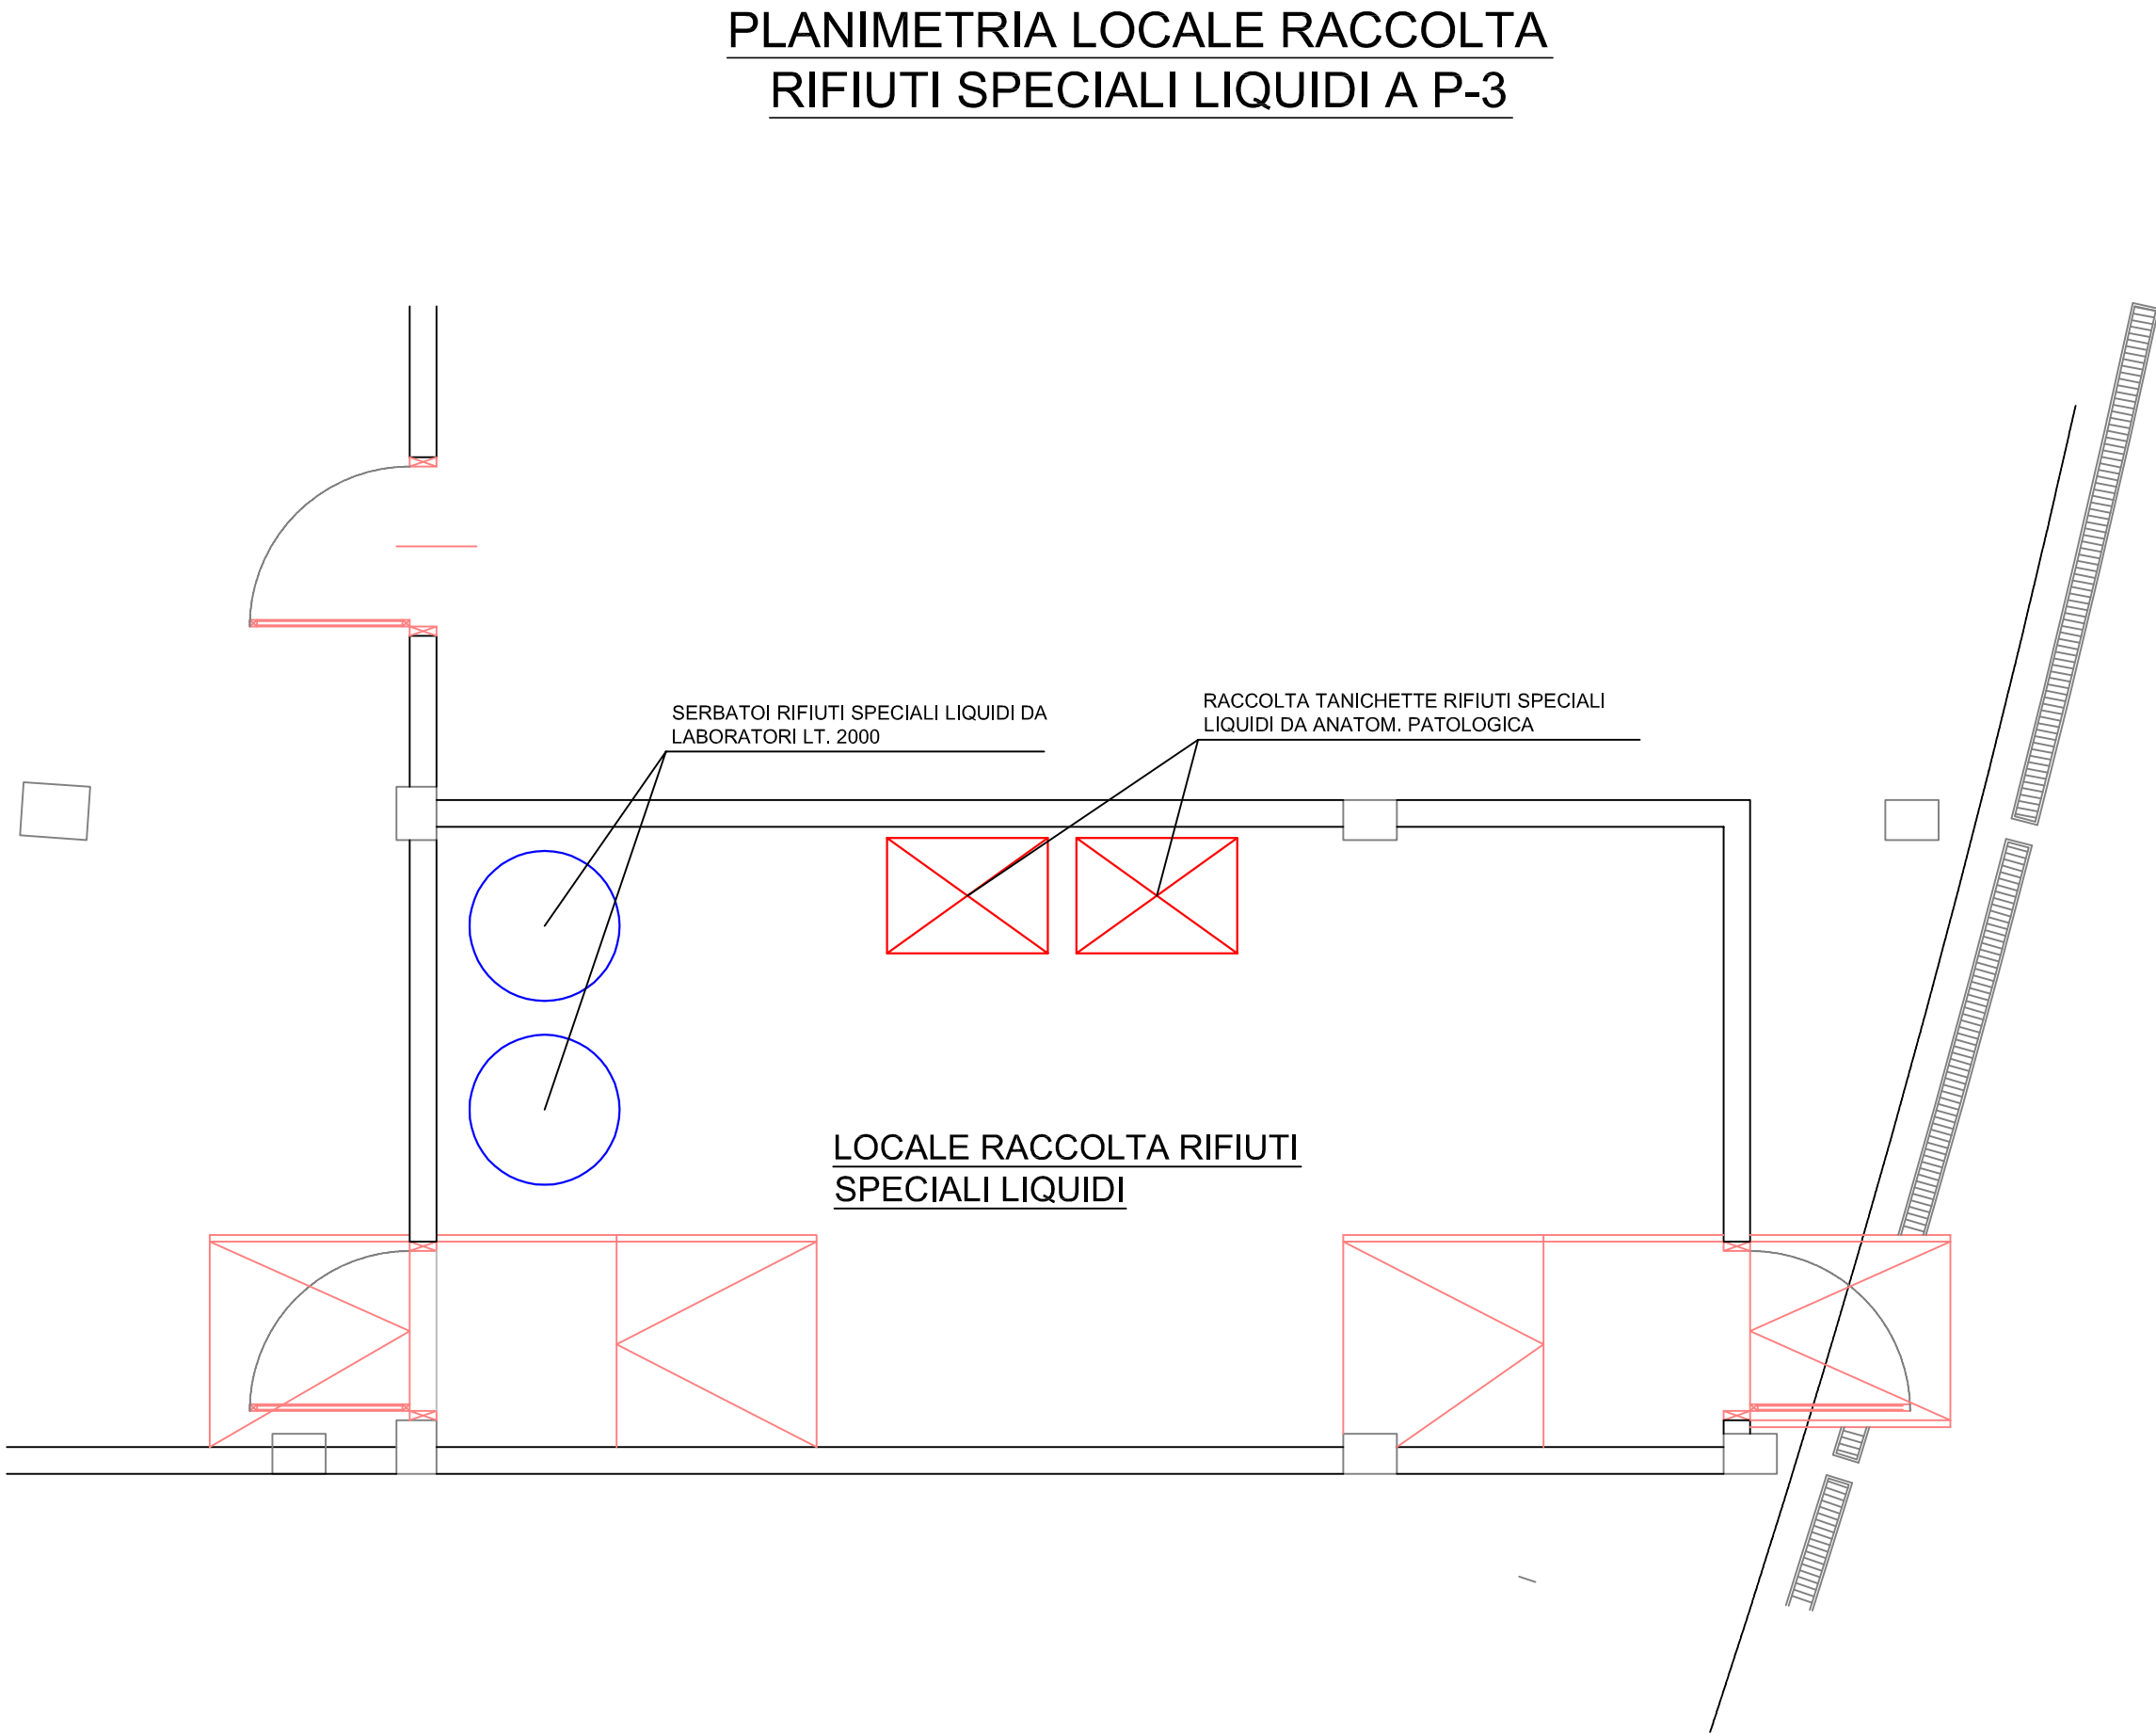 PLANIMETRIA LOCALE RACCOLTA
RIFIUTI SPECIALI LIQUIDI A P-3
SERBATOI RIFIUTI SPECIALI LIQUIDI DA
LABORATORI LT. 2000
RACCOLTA TANICHETTE RIFIUTI SPECIALI
LIQUIDI DA ANATOM. PATOLOGICA
LOCALE RACCOLTA RIFIUTI
SPECIALI LIQUIDI